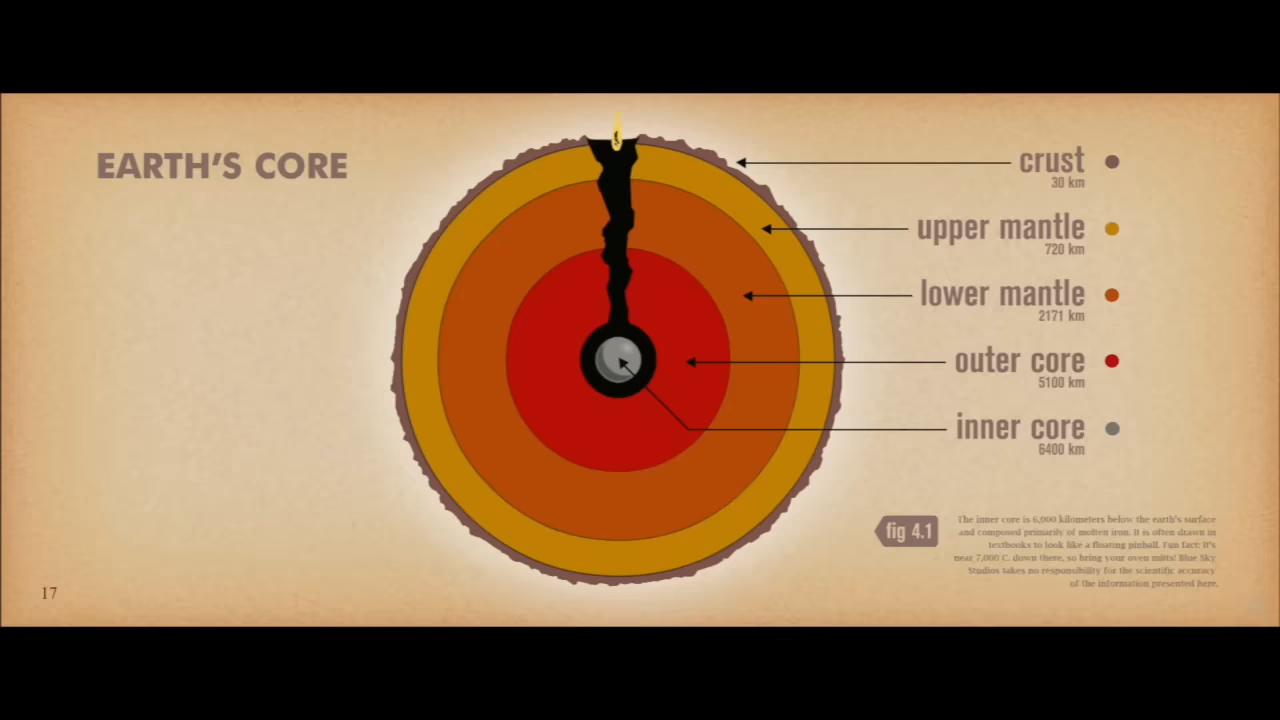 EARTH'S CORE
crust
30 km
upper mantle
720 km
lower mantle
2171 km
outer core
5100 km
inner core
6400 km
fig 4.1
The inner core is 6,000 kilometers below the earth's surface
and composed primarily of molten iron. It is often drawn in
textbooks to look like a floating pinball. Fun fact: It's
near 7,000 C. down there, so bring your oven mitts! Blue Sky
Studios takes no responsibility for the scientific accuracy
of the information presented here.
17